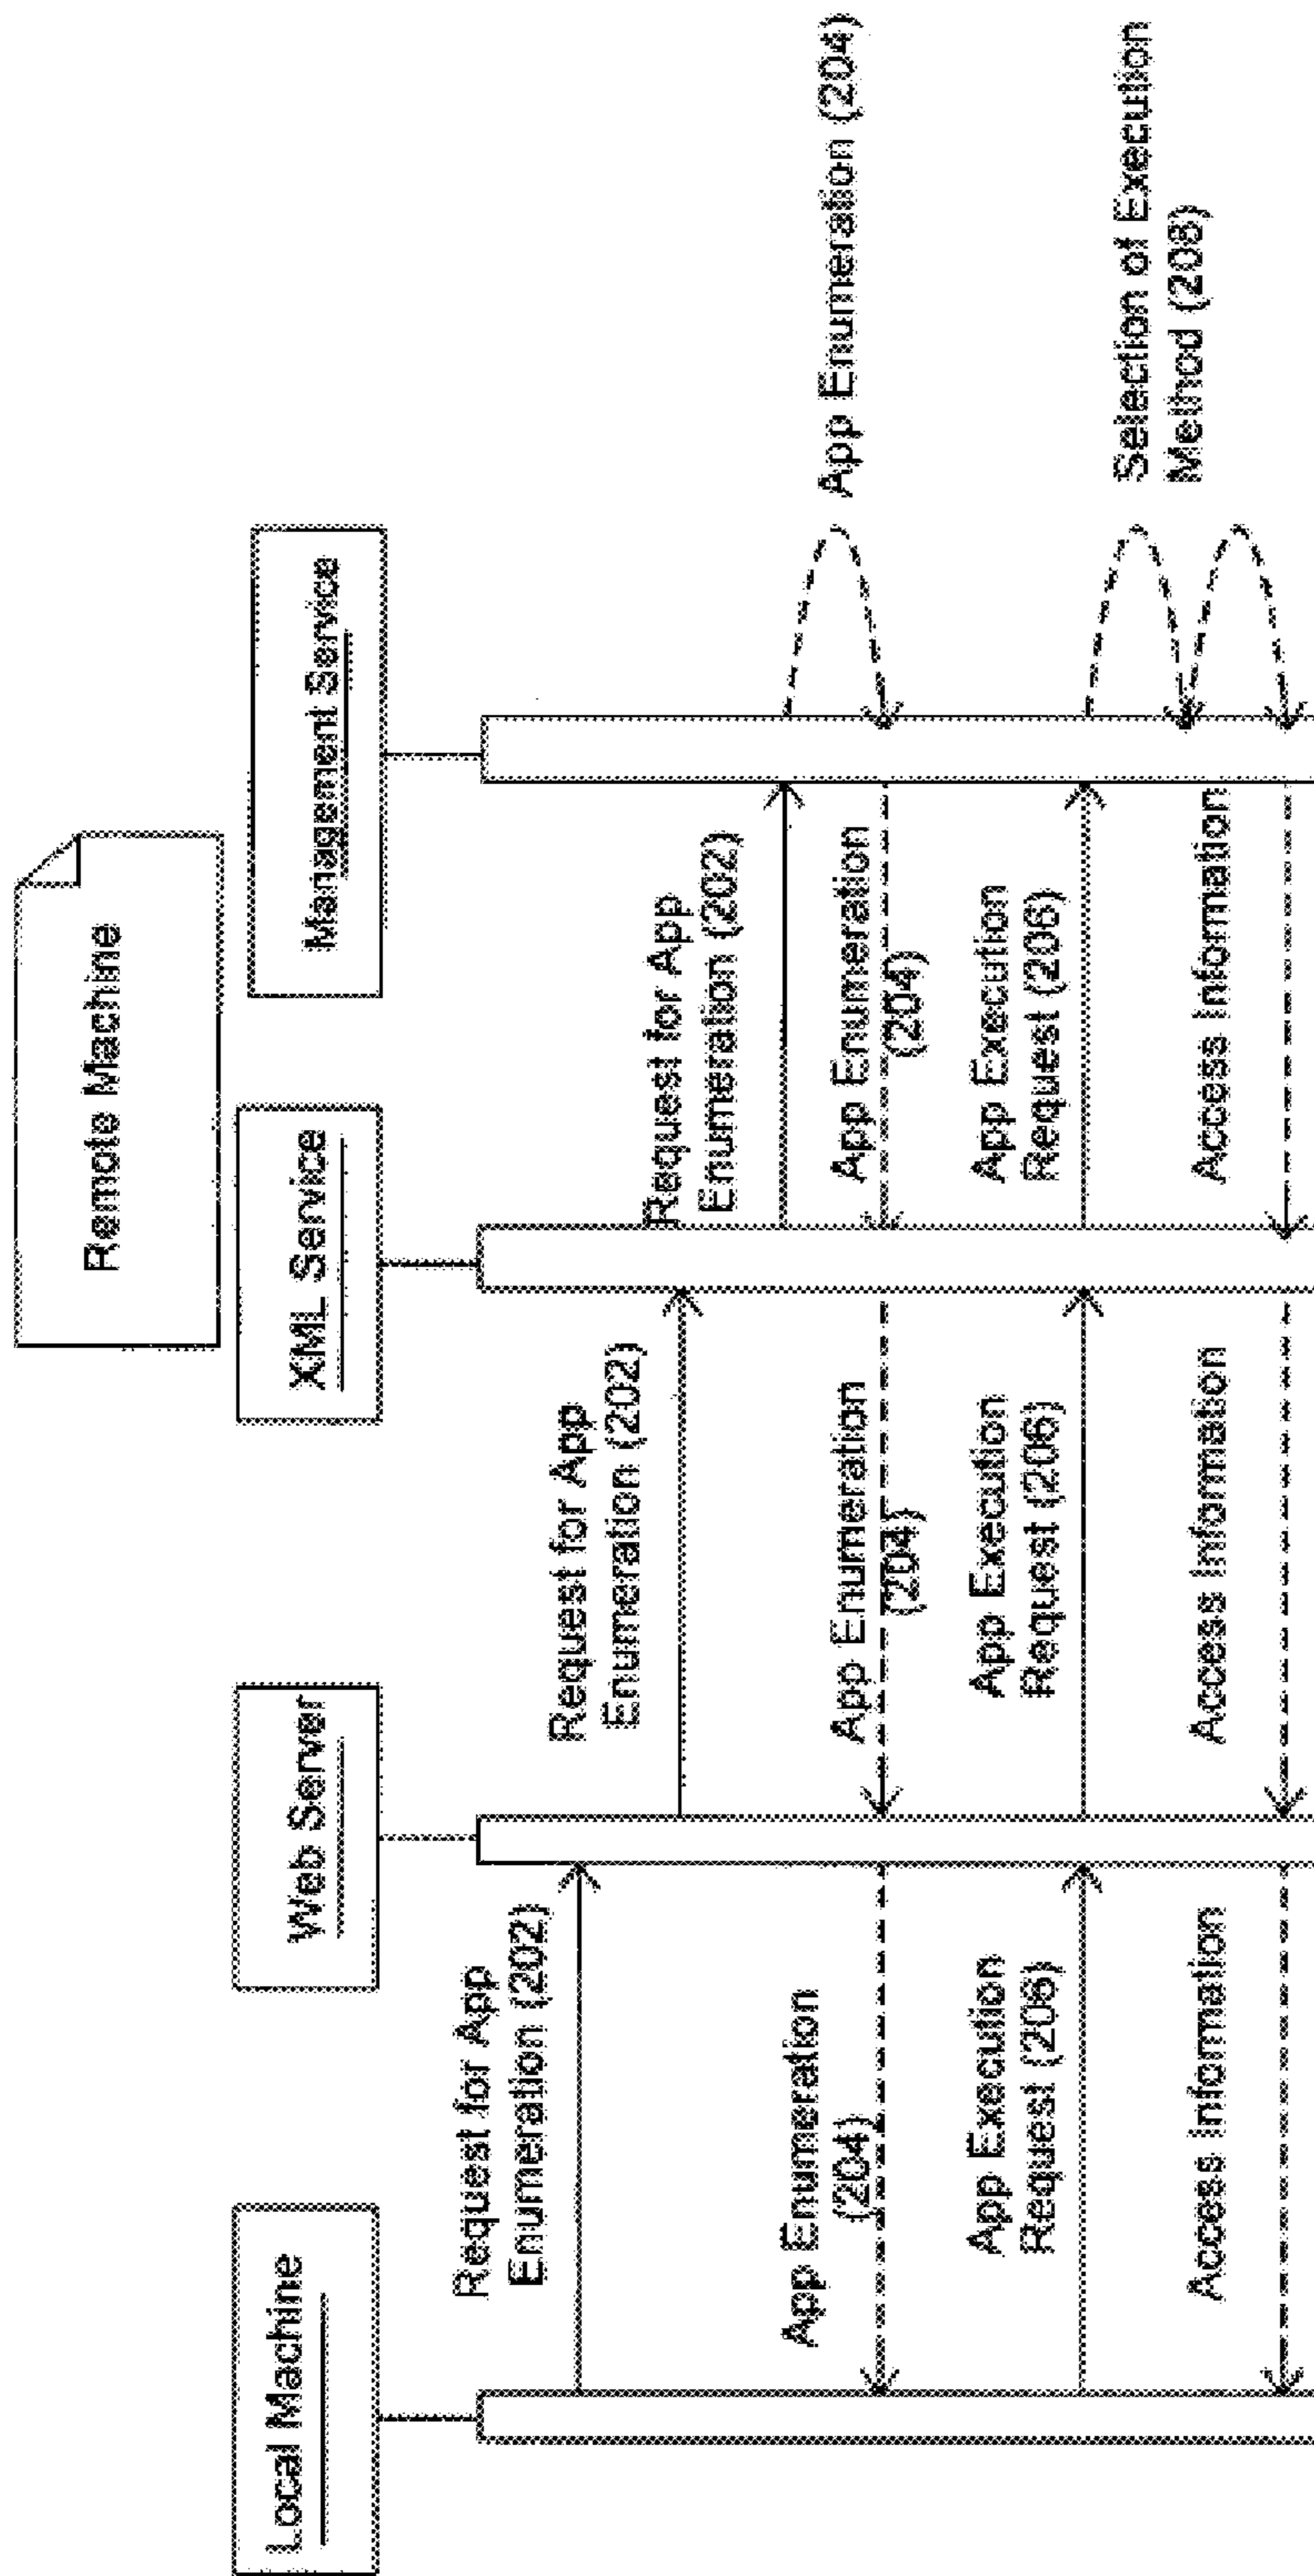 Remote Machine
Local Machine
Web Server
XML Service
Management Service
Request for App
Enumeration (202)
Request for App
Enumeration (202)
Request for App
Enumeration (202)
App Enumeration
(204)
App Enumeration
(204)
App Enumeration
(204)
App Enumeration (204)
App Execution
Request (206)
App Execution
Request (206)
App Execution
Request (206)
Selection of Execution
Method (208)
Access Information
Access Information
Access Information